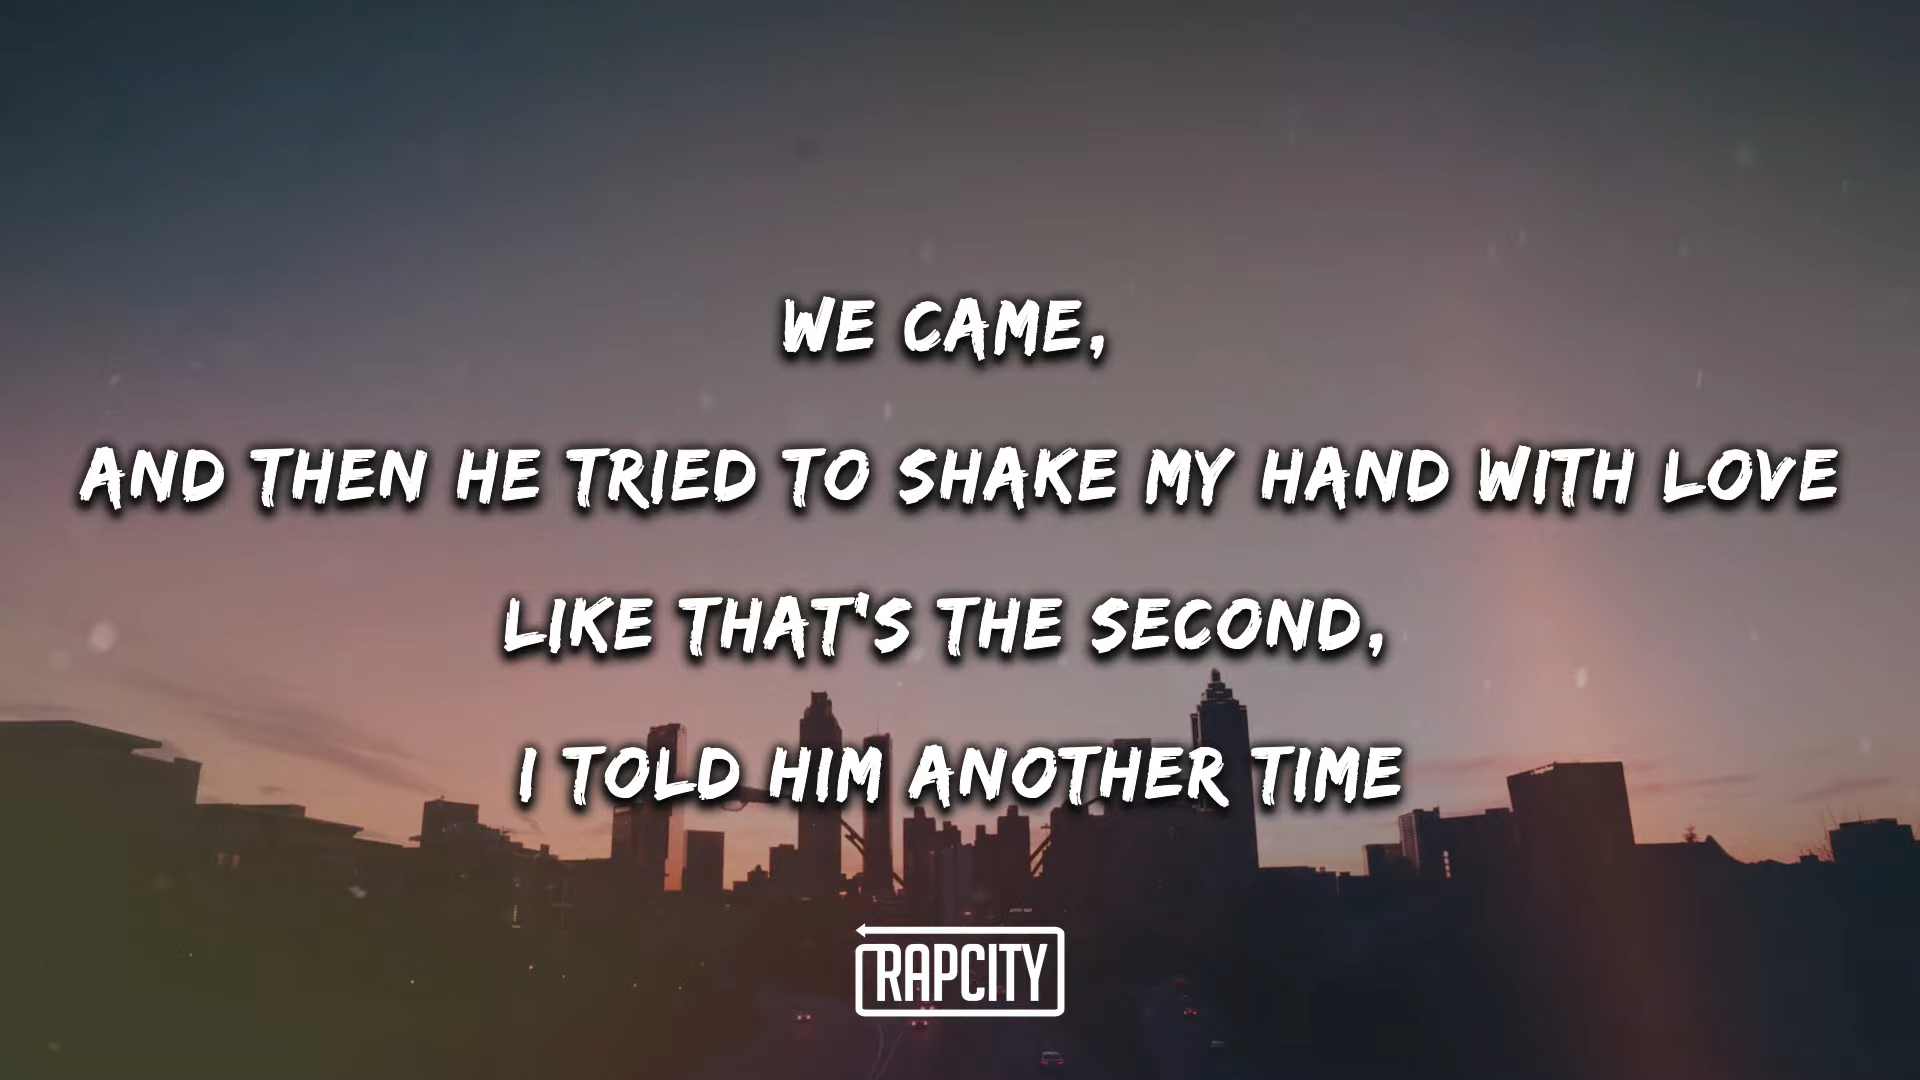 WE CAME,
AND THEN HE TRIED TO SHAKE MY HAND WITH LOVE
LIKE THAT'S THE SECOND,
I TOLD HIM ANOTHER TIME
RAPCITY